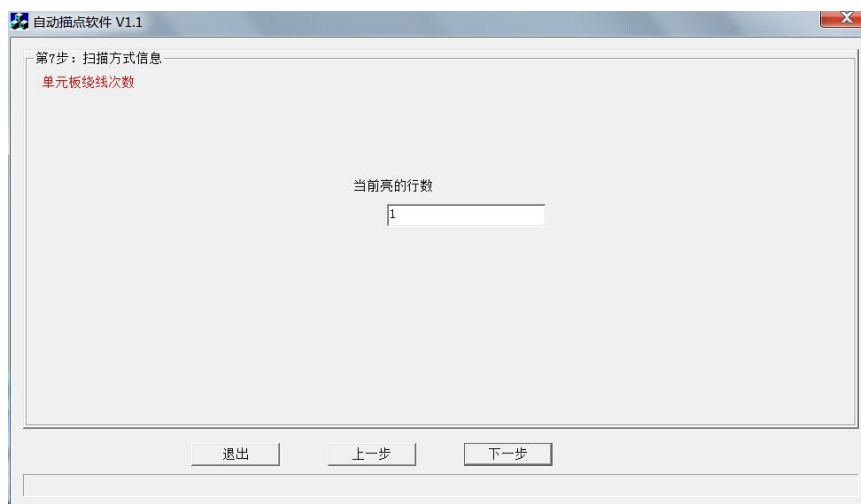 自动描点软件 V1.1
第7步：扫描方式信息
单元板绕线次数
当前亮的行数
1
退出
上一步
下一步